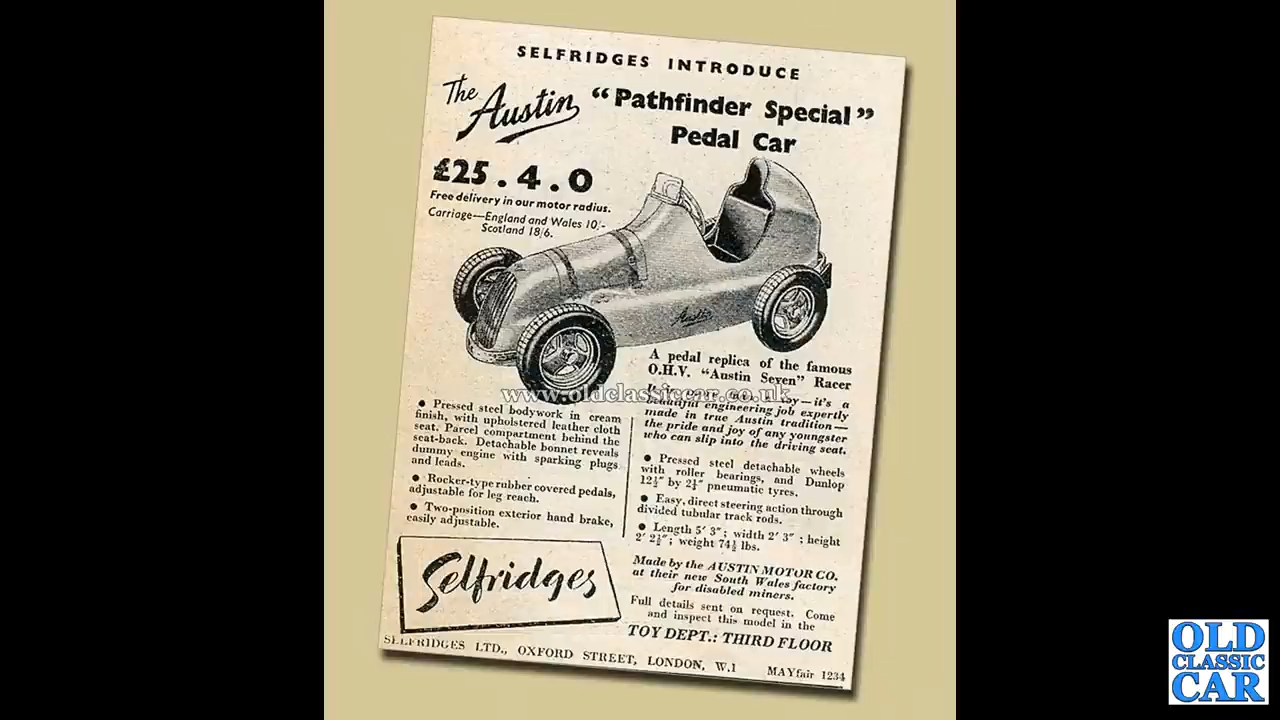 SELFRIDGES INTRODUCE
The Austin “Pathfinder Special”
Pedal Car
£25.4.0
Free delivery in our motor radius.
Carriage—England and Wales 10/-
Scotland 18/6.
Austin
A pedal replica of the famous
O.H.V. “Austin Seven” Racer
www.oldclassiccar.co.uk
it's a
beautiful engineering job expertly
made in true Austin tradition—
the pride and joy of any youngster
who can slip into the driving seat.
● Pressed steel bodywork in cream
finish, with upholstered leather cloth
seat. Parcel compartment behind the
seat-back. Detachable bonnet reveals
dummy engine with sparking plugs
and leads.
● Rocker-type rubber covered pedals,
adjustable for leg reach.
● Two-position exterior hand brake,
easily adjustable.
● Pressed steel detachable wheels
with roller bearings, and Dunlop
12½″ by 2¼″ pneumatic tyres.
● Easy, direct steering action through
divided tubular track rods.
● Length 5′ 3″; width 2′ 3″; height
2′ 2½″; weight 74½ lbs.
Made by the AUSTIN MOTOR CO.
at their new South Wales factory
for disabled miners.
Full details sent on request. Come
and inspect this model in the
TOY DEPT.: THIRD FLOOR
Selfridges
SELFRIDGES LTD., OXFORD STREET, LONDON, W.1 MAYfair 1234
OLD
CLASSIC
CAR